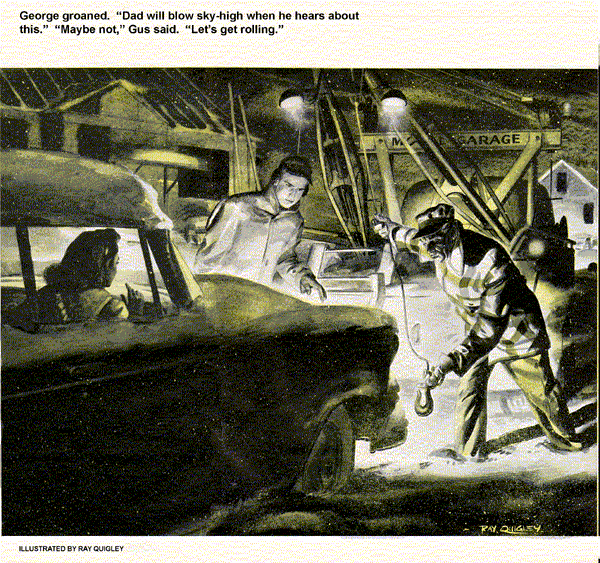 George groaned. “Dad will blow sky-high when he hears about
this.” “Maybe not,” Gus said. “Let’s get rolling.”
GARAGE
RAY QUIGLEY
ILLUSTRATED BY RAY QUIGLEY